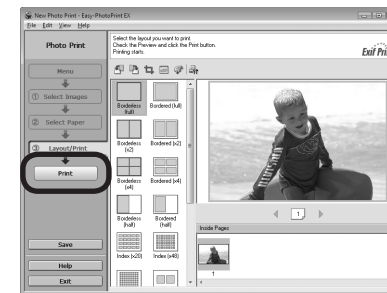 New Photo Print - Easy-PhotoPrint EX
File Edit View Help
Photo Print
Select the layout you want to print.
Check the Preview and click the Print button.
Printing starts.
Exif Pri
Menu
① Select Images
② Select Paper
③ Layout/Print
Print
Save
Help
Exit
Borderless (full)
Bordered (full)
Borderless (x2)
Bordered (x2)
Borderless (x4)
Bordered (x4)
Borderless (half)
Bordered (half)
Index (x20)
Index (x48)
1
Inside Pages
1